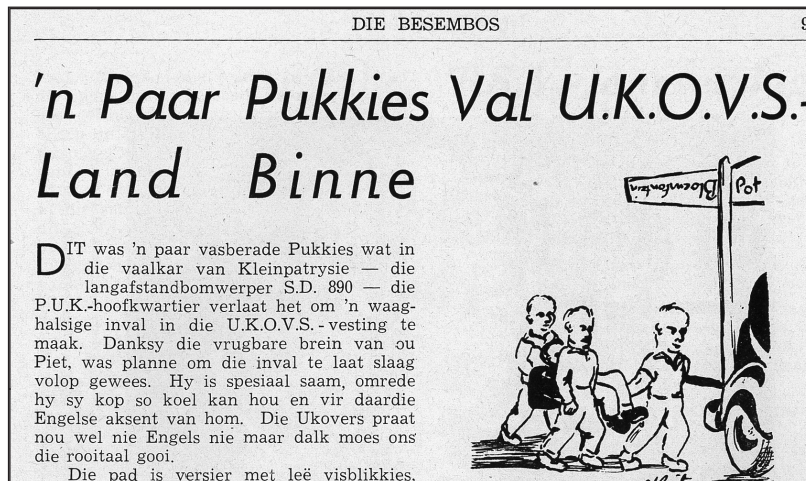 DIE BESEMBOS
'n Paar Pukkies Val U.K.O.V.S.-
Land Binne
DIT was 'n paar vasberade Pukkies wat in
die vaalkar van Kleinpatrysie — die
langafstandbomwerper S.D. 890 — die
P.U.K.-hoofkwartier verlaat het om 'n waag-
halsige inval in die U.K.O.V.S. - vesting te
maak. Danksy die vrugbare brein van ou
Piet, was planne om die inval te laat slaag
volop gewees. Hy is spesiaal saam, omrede
hy sy kop so koel kan hou en vir daardie
Engelse aksent van hom. Die Ukovers praat
nou wel nie Engels nie maar dalk moes ons
die rooitaal gooi.
Die pad is versier met leë visblikkies,
Bloemfontein
Pot